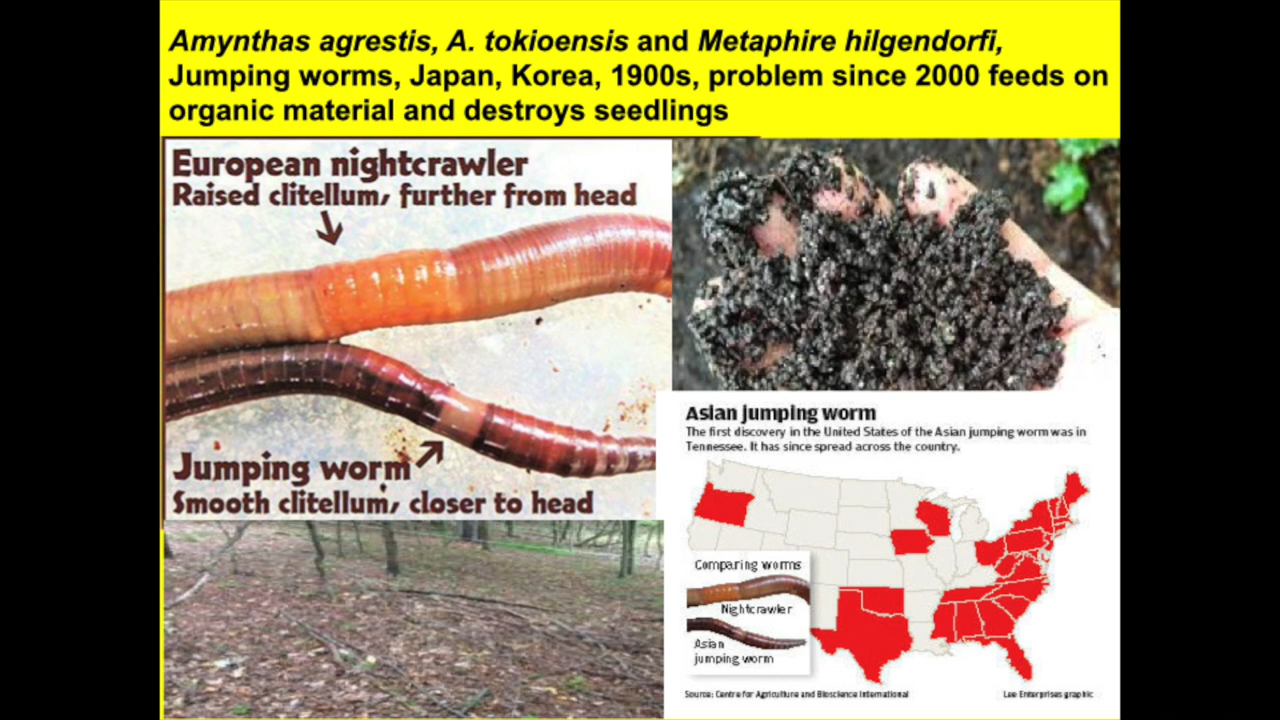 Amynthas agrestis, A. tokioensis and Metaphire hilgendorfi,
Jumping worms, Japan, Korea, 1900s, problem since 2000 feeds on
organic material and destroys seedlings
European nightcrawler
Raised clitellum, further from head
Jumping worm
Smooth clitellum, closer to head
Asian jumping worm
The first discovery in the United States of the Asian jumping worm was in
Tennessee. It has since spread across the country.
Comparing worms
Nightcrawler
Asian
jumping worm
Source: Centre for Agriculture and Bioscience International
Lee Enterprises graphic